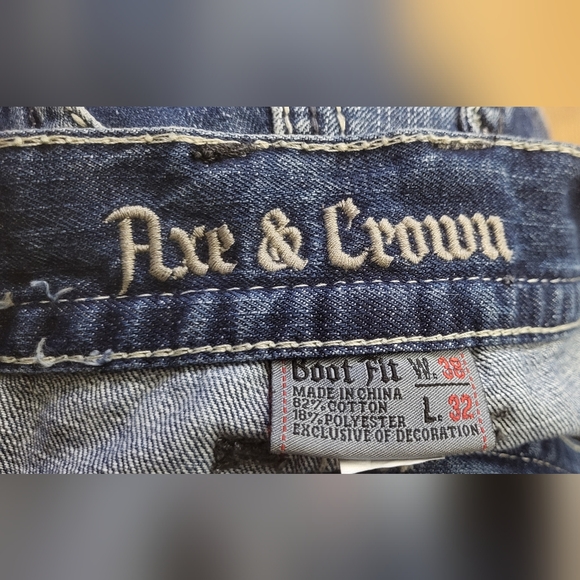 Axe & Crown
Boot Fit W. 38
MADE IN CHINA
82% COTTON L. 32
18% POLYESTER
EXCLUSIVE OF DECORATION